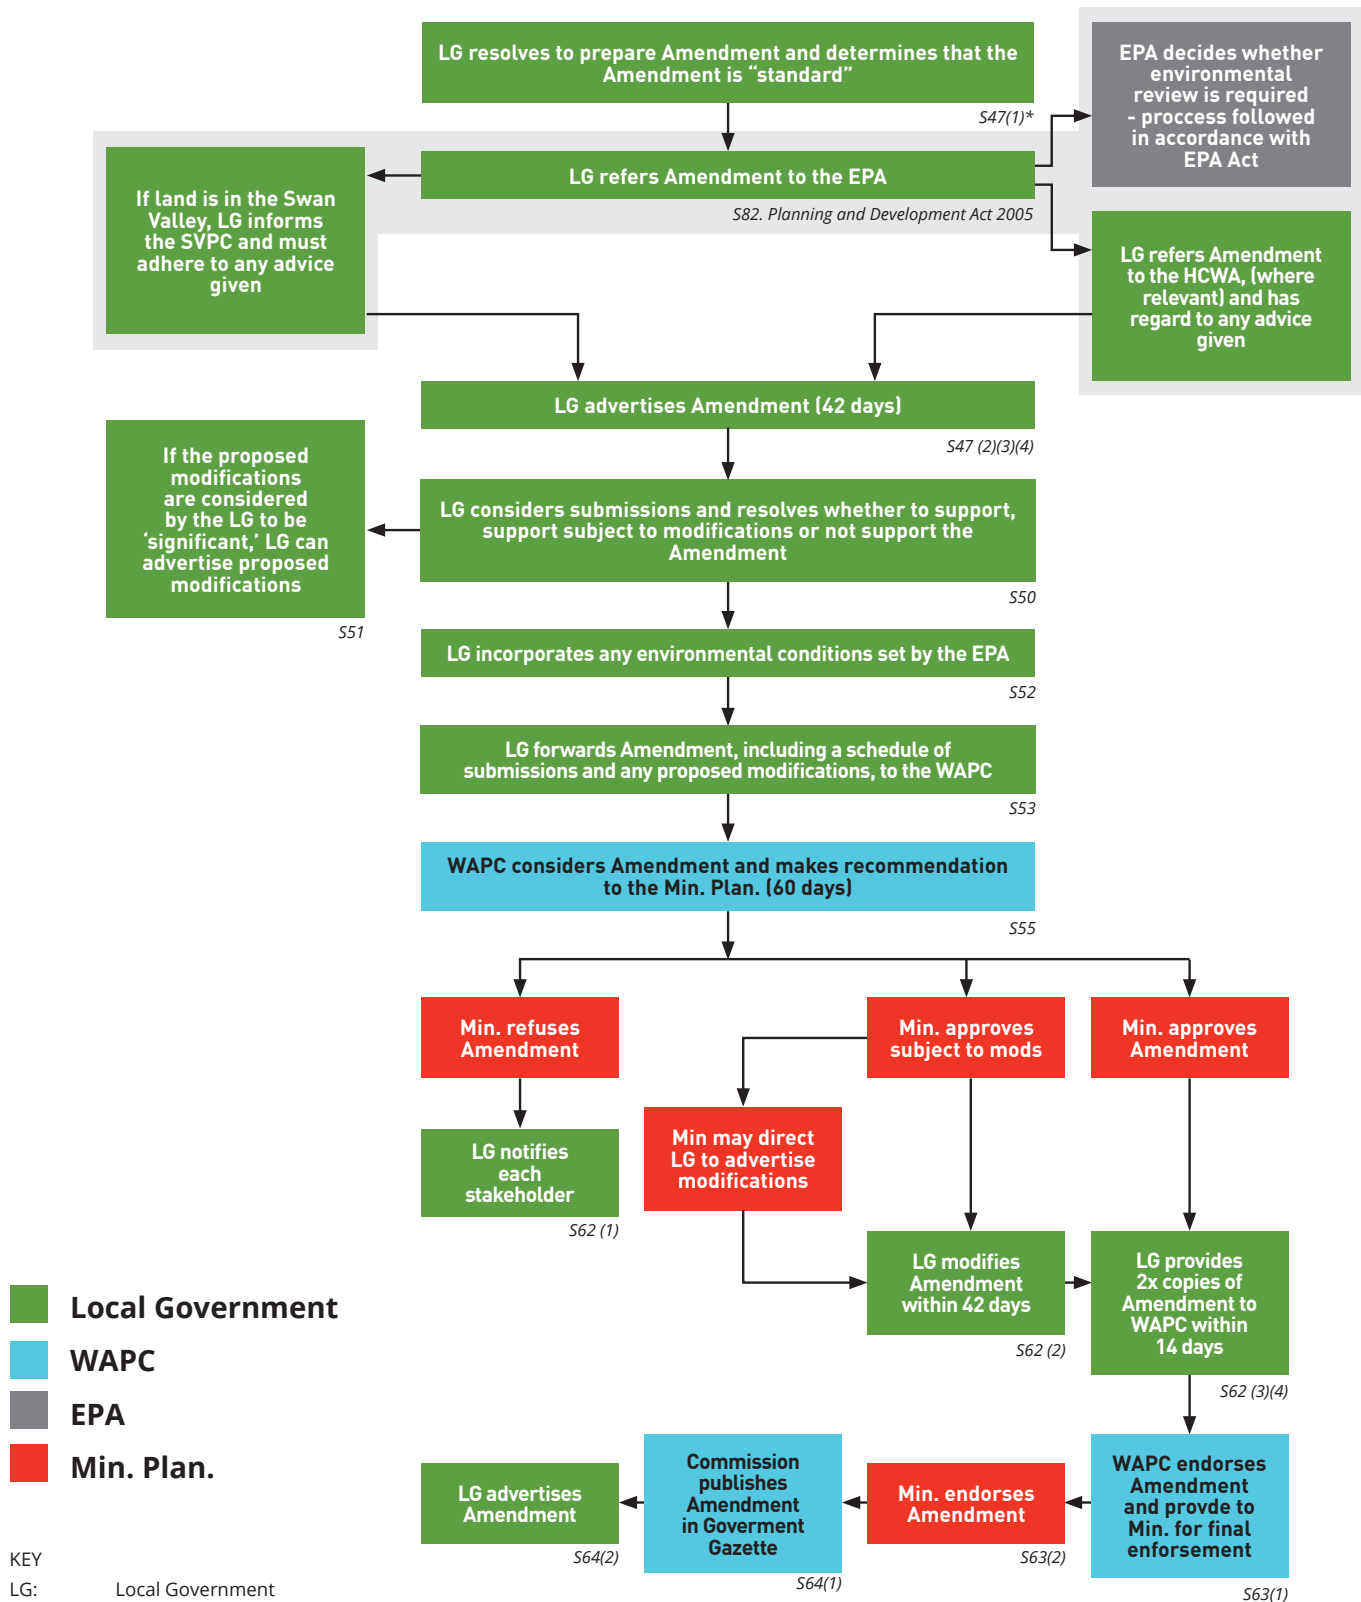 LG resolves to prepare Amendment and determines that the
Amendment is “standard”
S47(1)*
EPA decides whether
environmental
review is required
- proccess followed
in accordance with
EPA Act
If land is in the Swan
Valley, LG informs
the SVPC and must
adhere to any advice
given
LG refers Amendment to the EPA
S82. Planning and Development Act 2005
LG refers Amendment
to the HCWA, (where
relevant) and has
regard to any advice
given
LG advertises Amendment (42 days)
S47 (2)(3)(4)
If the proposed
modifications
are considered
by the LG to be
‘significant,’ LG can
advertise proposed
modifications
S51
LG considers submissions and resolves whether to support,
support subject to modifications or not support the
Amendment
S50
LG incorporates any environmental conditions set by the EPA
S52
LG forwards Amendment, including a schedule of
submissions and any proposed modifications, to the WAPC
S53
WAPC considers Amendment and makes recommendation
to the Min. Plan. (60 days)
S55
Min. refuses
Amendment
Min. approves
subject to mods
Min. approves
Amendment
LG notifies
each
stakeholder
S62 (1)
Min may direct
LG to advertise
modifications
LG modifies
Amendment
within 42 days
S62 (2)
LG provides
2x copies of
Amendment to
WAPC within
14 days
S62 (3)(4)
WAPC endorses
Amendment
and provde to
Min. for final
enforsement
S63(1)
Min. endorses
Amendment
S63(2)
Commission
publishes
Amendment
in Goverment
Gazette
S64(1)
LG advertises
Amendment
S64(2)
Local Government
WAPC
EPA
Min. Plan.
KEY
LG: Local Government